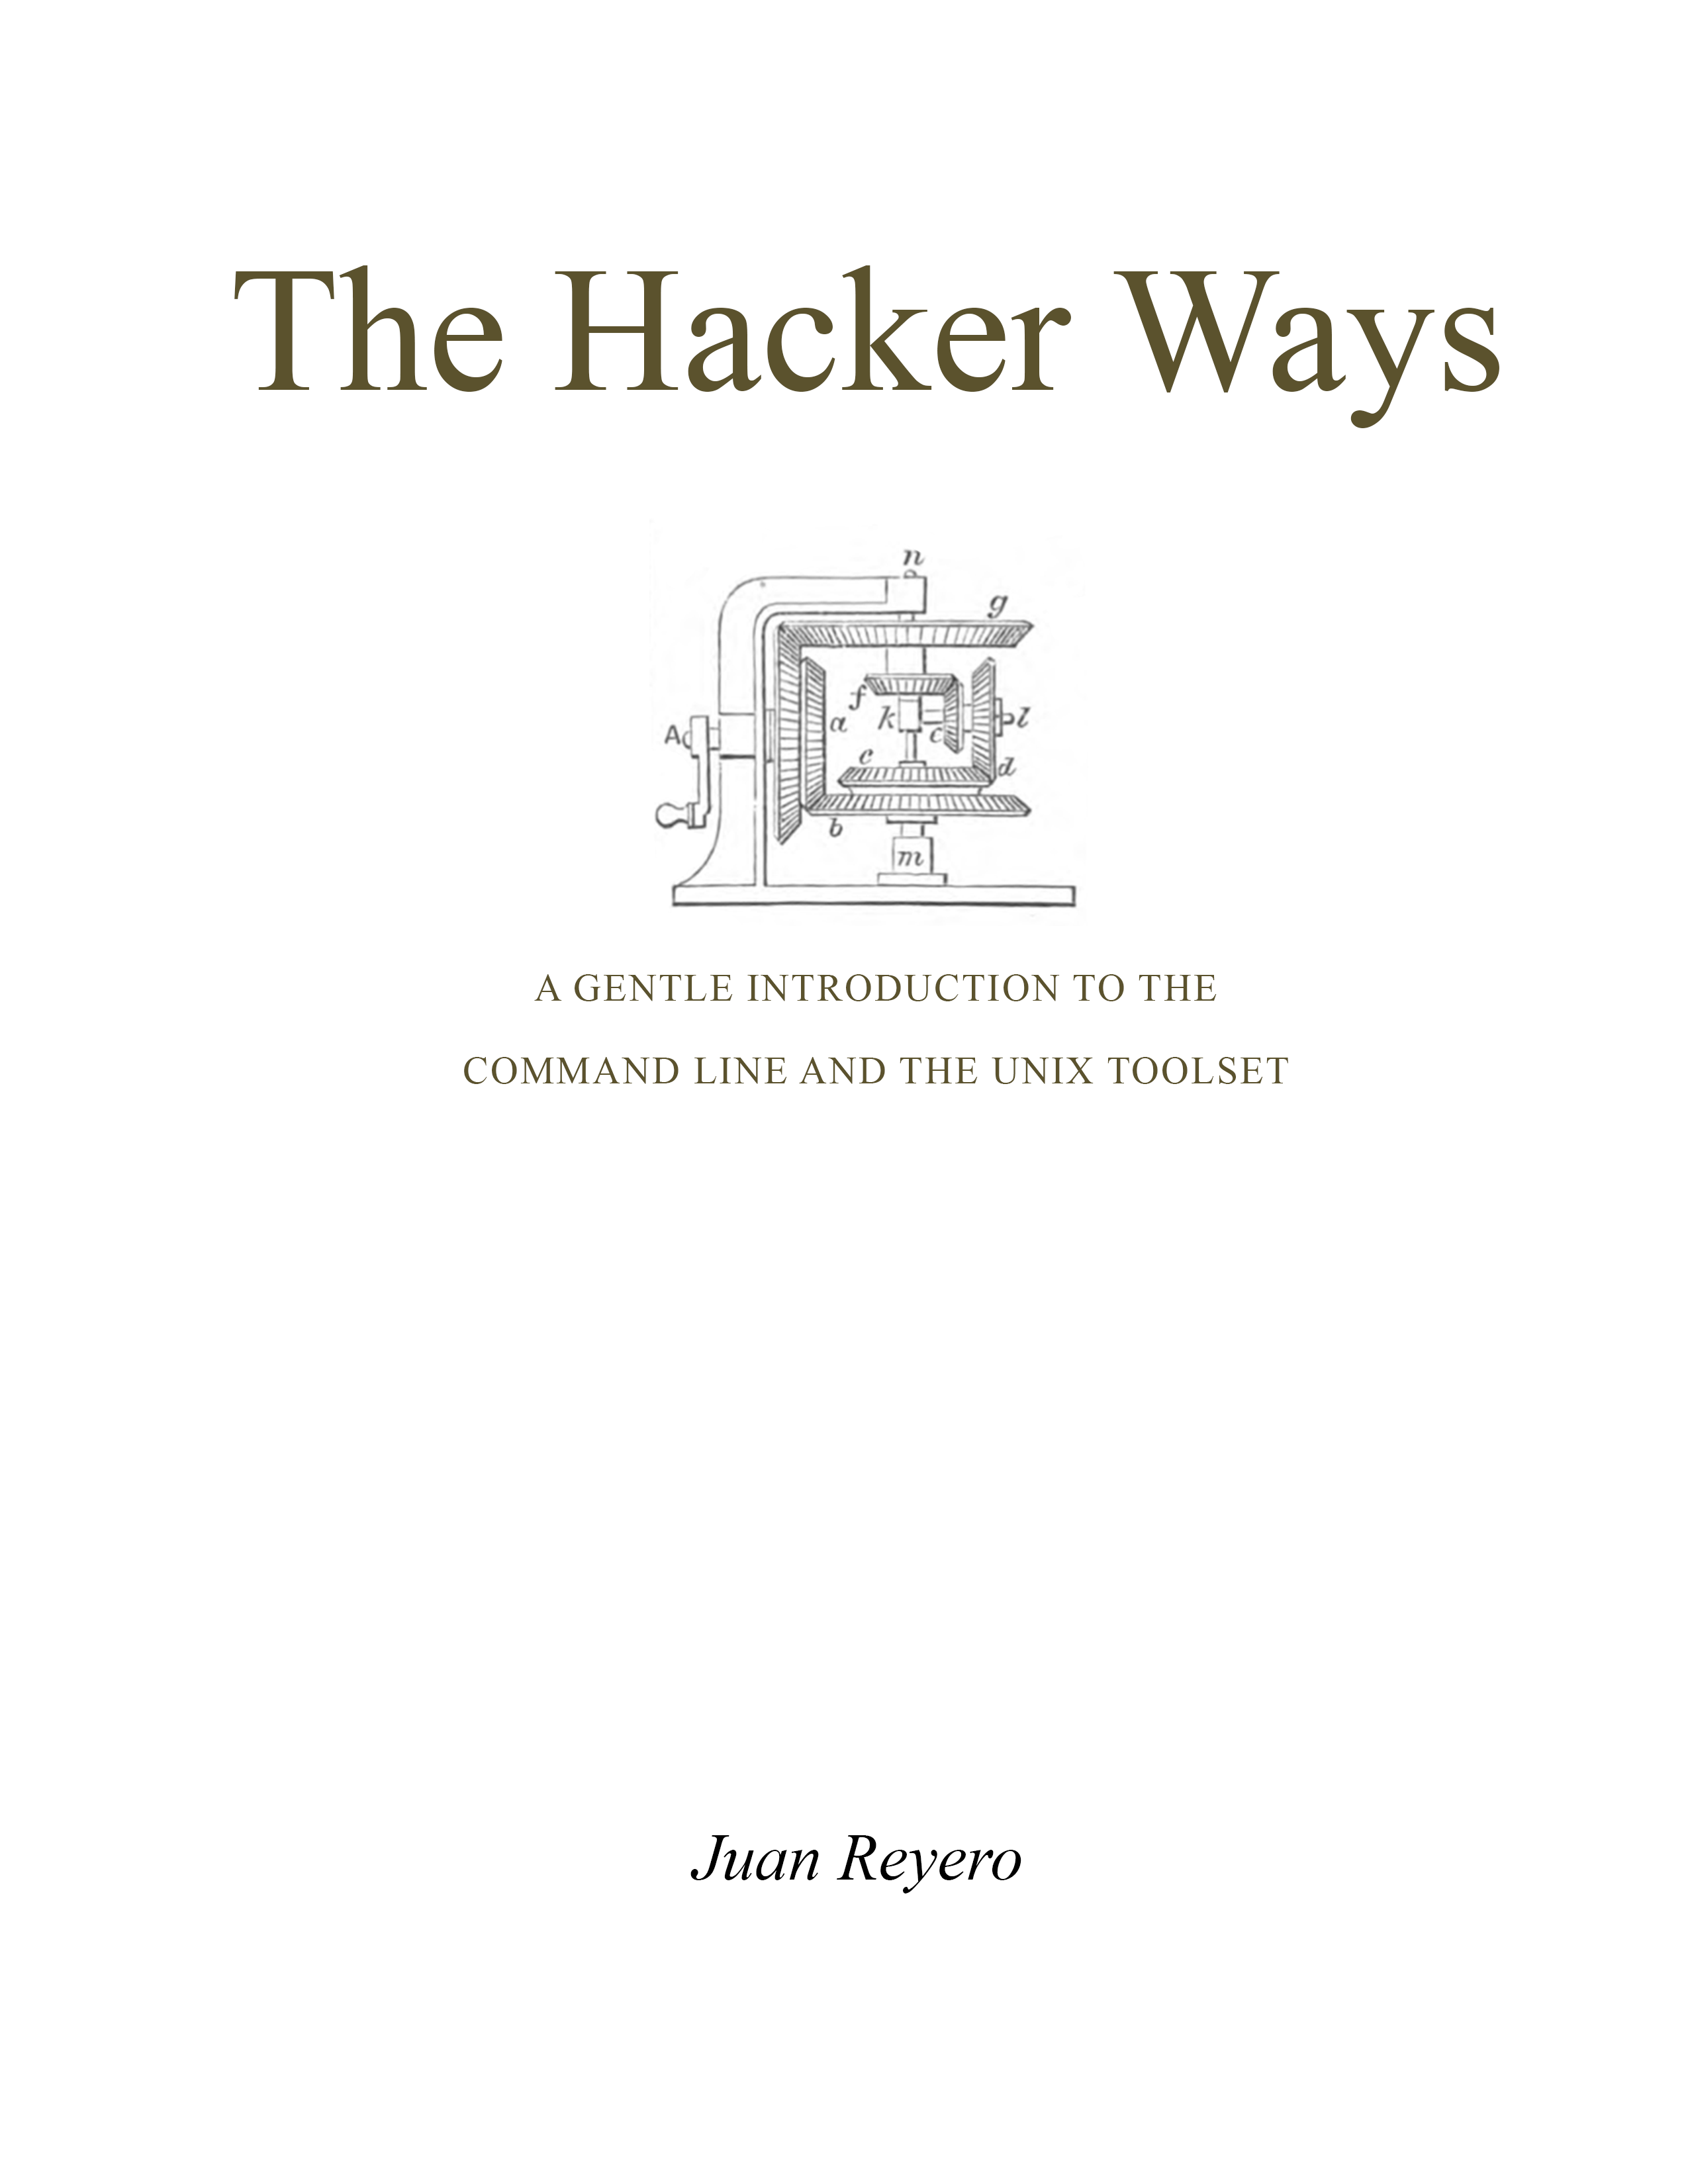 The Hacker Ways
n
g
f
a
k
c
l
A
c
d
b
m
A GENTLE INTRODUCTION TO THE
COMMAND LINE AND THE UNIX TOOLSET
Juan Reyero